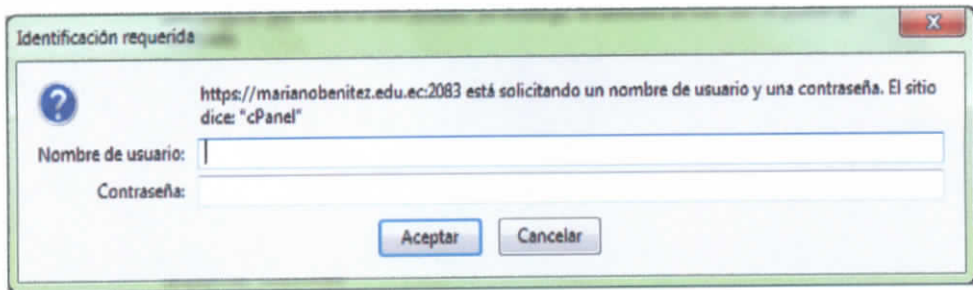 Identificación requerida
https://marianobenitez.edu.ec:2083 está solicitando un nombre de usuario y una contraseña. El sitio
dice: "cPanel"
Nombre de usuario:
Contraseña:
Aceptar
Cancelar